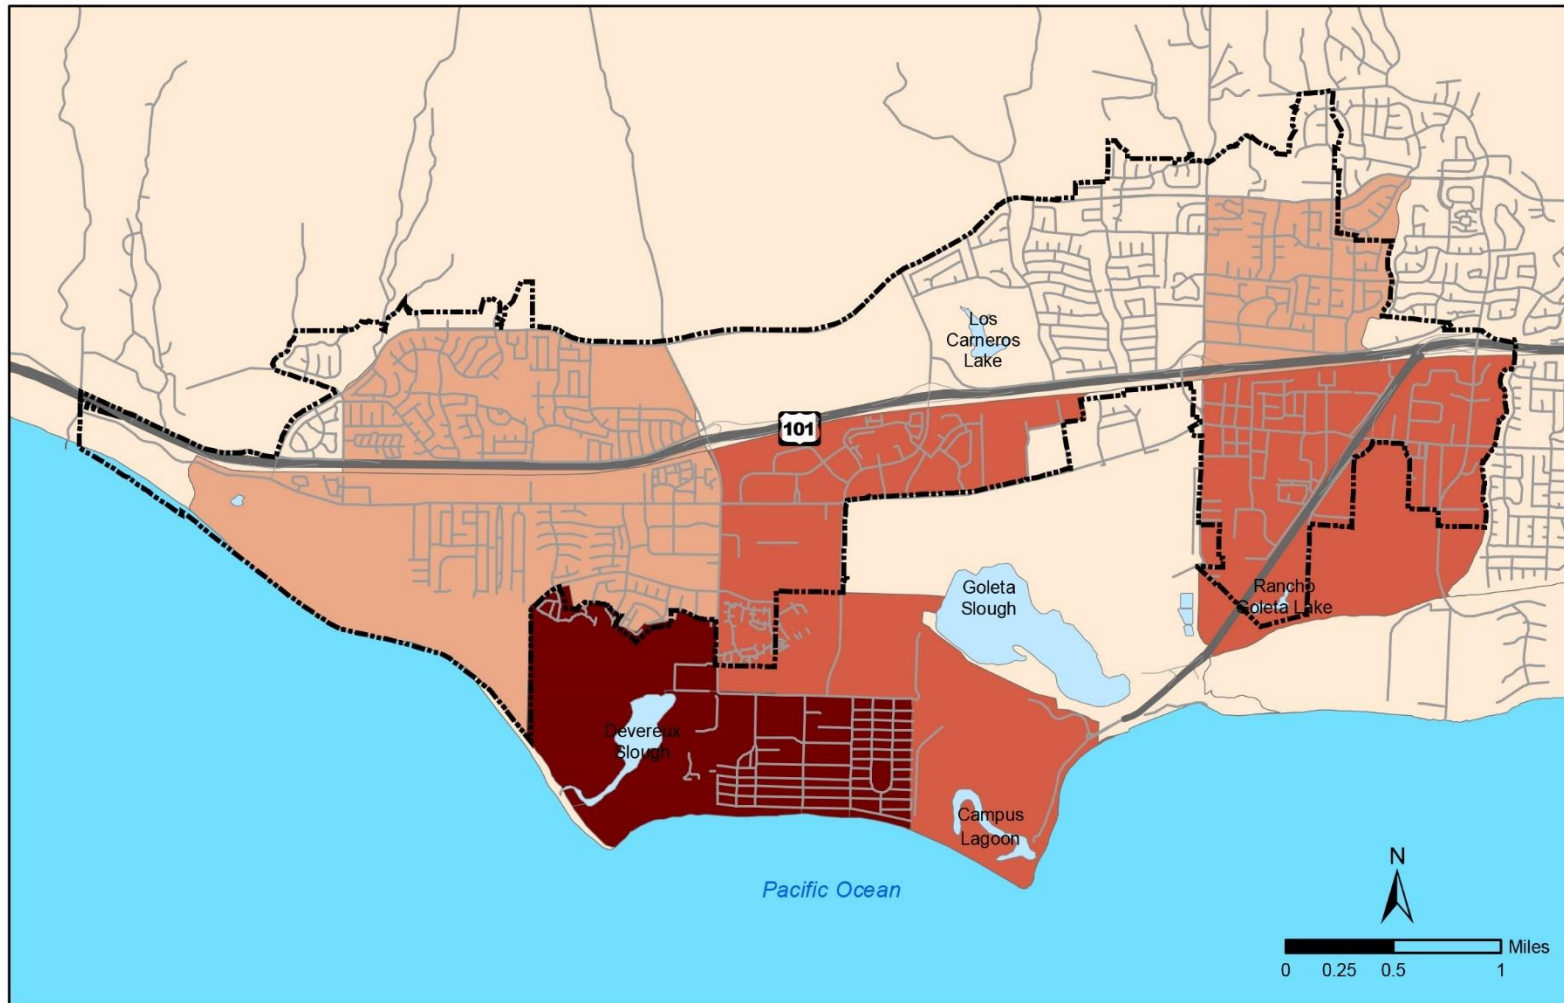 Los
Carneros
Lake
101
Goleta
Slough
Rancho
Goleta Lake
Devereux
Slough
Campus
Lagoon
Pacific Ocean
N
Miles
0 0.25 0.5 1